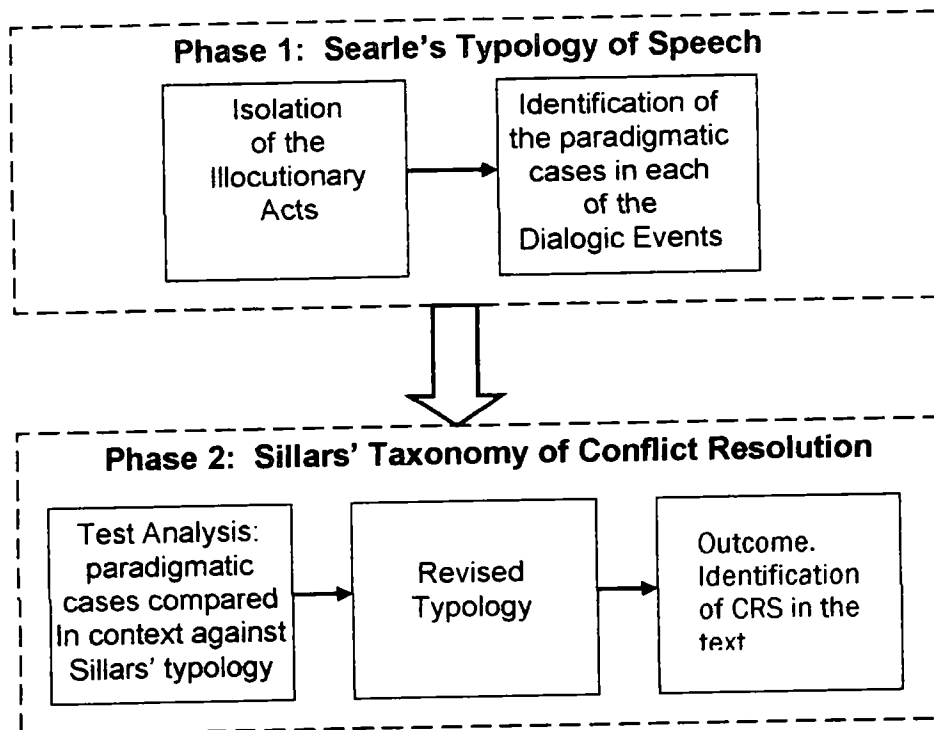 Phase 1: Searle's Typology of Speech
Isolation
of the
Illocutionary
Acts
Identification of
the paradigmatic
cases in each
of the
Dialogic Events
Phase 2: Sillars' Taxonomy of Conflict Resolution
Test Analysis:
paradigmatic
cases compared
In context against
Sillars' typology
Revised
Typology
Outcome.
Identification
of CRS in the
text